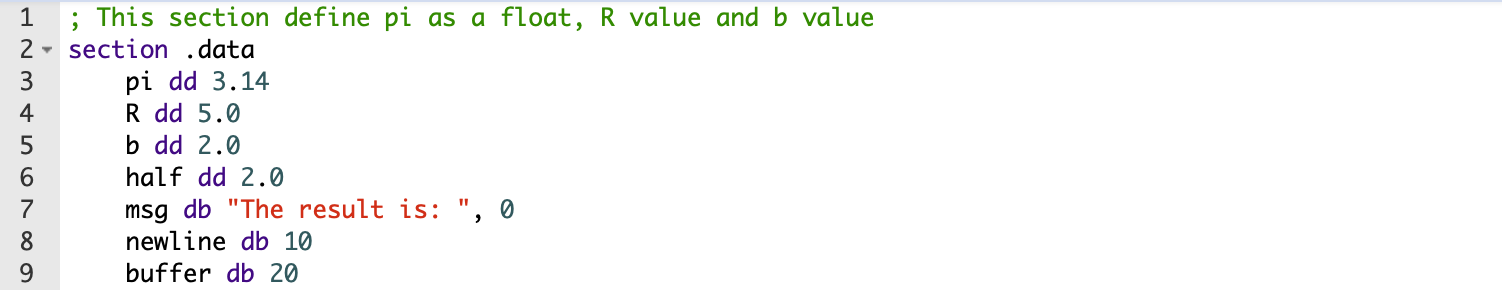 1 ; This section define pi as a float, R value and b value
2 section .data
3 pi dd 3.14
4 R dd 5.0
5 b dd 2.0
6 half dd 2.0
7 msg db "The result is: ", 0
8 newline db 10
9 buffer db 20